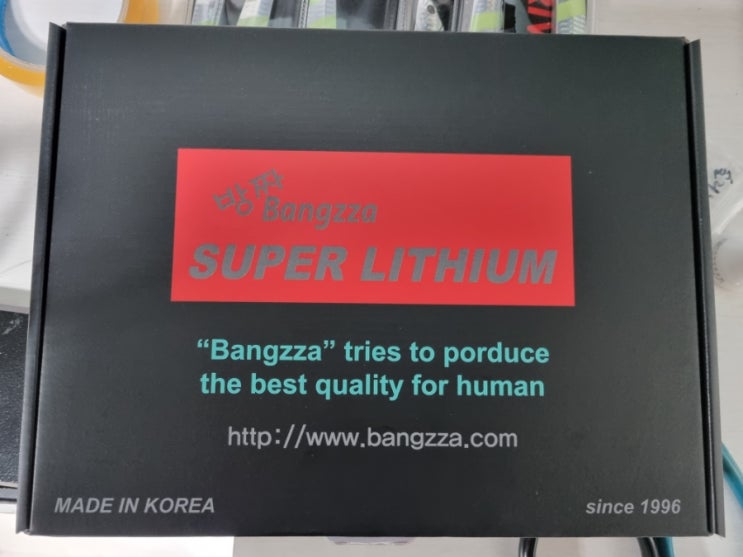 방짜
Bangzza
SUPER LITHIUM
“Bangzza” tries to porduce
the best quality for human
http://www.bangzza.com
MADE IN KOREA
since 1996